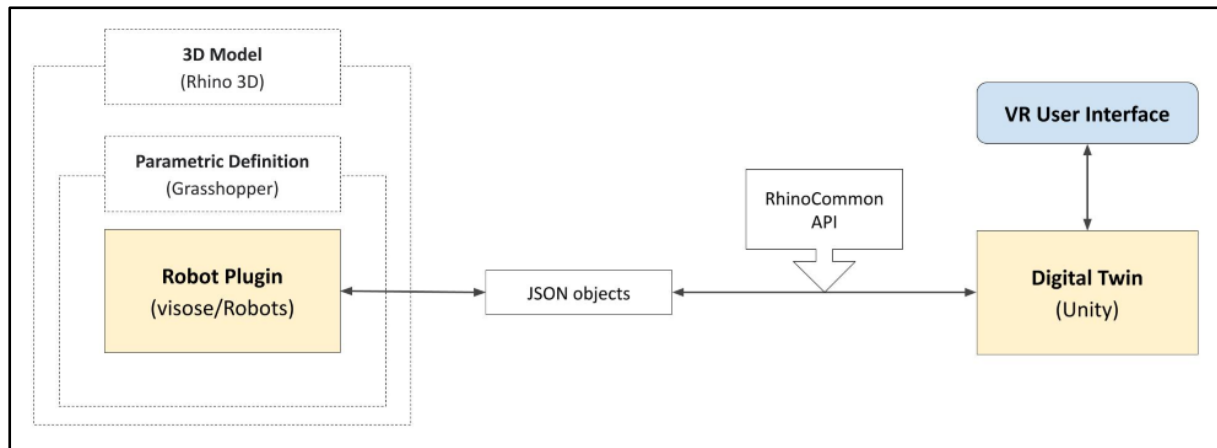 3D Model
(Rhino 3D)
Parametric Definition
(Grasshopper)
Robot Plugin
(visose/Robots)
JSON objects
RhinoCommon
API
VR User Interface
Digital Twin
(Unity)